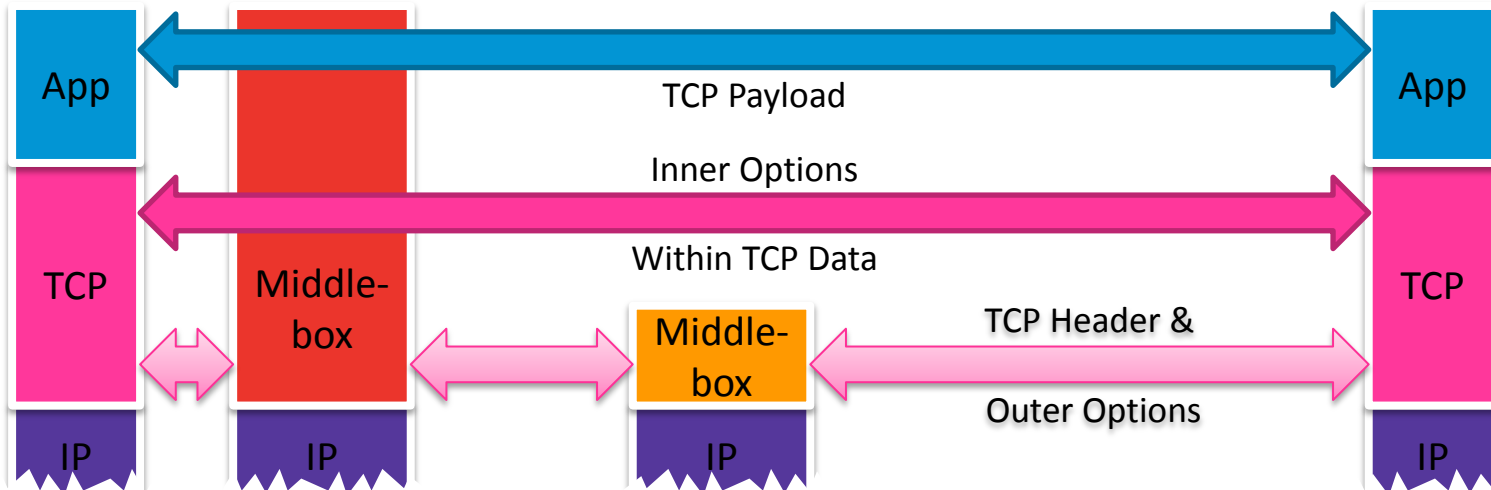 App
App
TCP Payload
Inner Options
Within TCP Data
TCP
Middle-
box
TCP
Middle-
box
TCP Header &
Outer Options
IP
IP
IP
IP